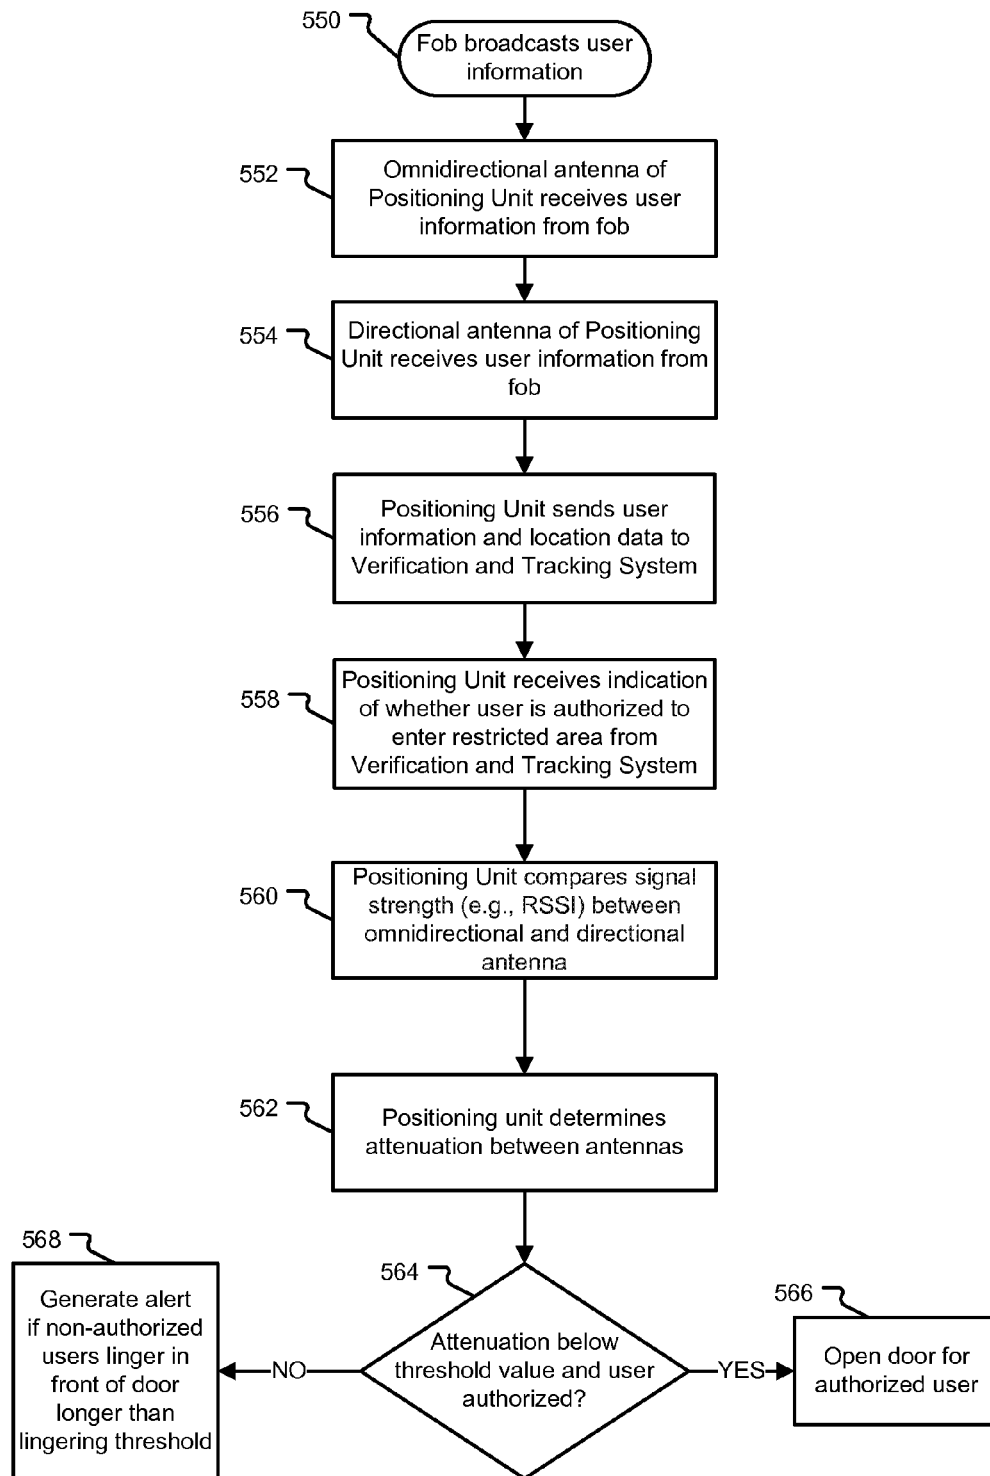 550
Fob broadcasts user
information
552
Omnidirectional antenna of
Positioning Unit receives user
information from fob
554
Directional antenna of Positioning
Unit receives user information from
fob
556
Positioning Unit sends user
information and location data to
Verification and Tracking System
558
Positioning Unit receives indication
of whether user is authorized to
enter restricted area from
Verification and Tracking System
560
Positioning Unit compares signal
strength (e.g., RSSI) between
omnidirectional and directional
antenna
562
Positioning unit determines
attenuation between antennas
564
Attenuation below
threshold value and user
authorized?
NO
YES
568
Generate alert
if non-authorized
users linger in
front of door
longer than
lingering threshold
566
Open door for
authorized user